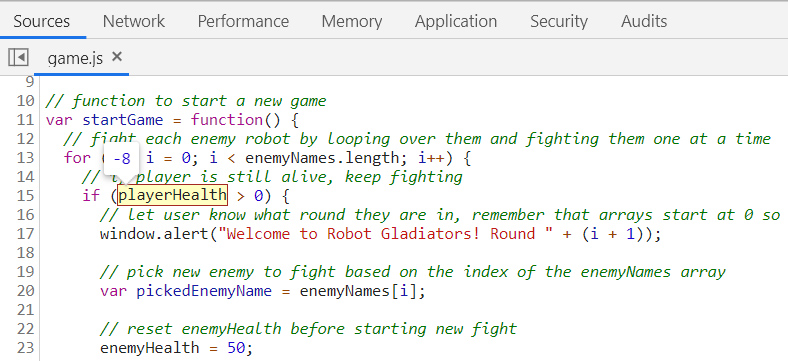 Sources Network Performance Memory Application Security Audits
game.js ×
9
10 // function to start a new game
11 var startGame = function() {
12 // fight each enemy robot by looping over them and fighting them one at a time
13 for ( i = 0; i < enemyNames.length; i++) {
-8
14 // player is still alive, keep fighting
15 if (playerHealth > 0) {
16 // let user know what round they are in, remember that arrays start at 0 so
17 window.alert("Welcome to Robot Gladiators! Round " + (i + 1));
18
19 // pick new enemy to fight based on the index of the enemyNames array
20 var pickedEnemyName = enemyNames[i];
21
22 // reset enemyHealth before starting new fight
23 enemyHealth = 50;